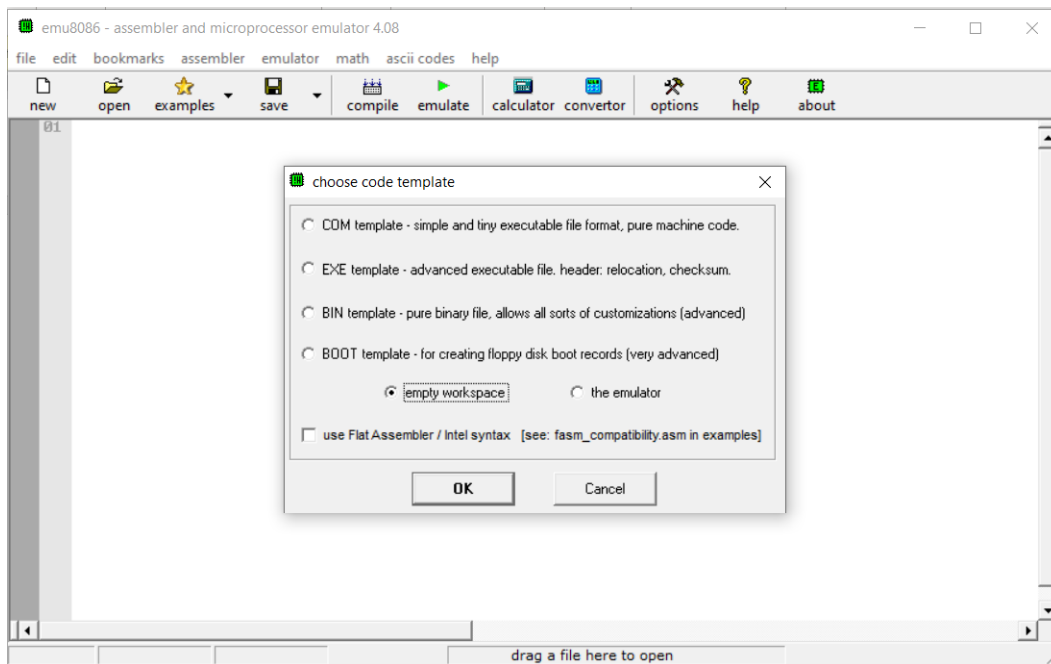 emu8086 - assembler and microprocessor emulator 4.08
file edit bookmarks assembler emulator math ascii codes help
new open examples save compile emulate calculator convertor options help about
01
choose code template
COM template - simple and tiny executable file format, pure machine code.
EXE template - advanced executable file. header: relocation, checksum.
BIN template - pure binary file, allows all sorts of customizations (advanced)
BOOT template - for creating floppy disk boot records (very advanced)
empty workspace the emulator
use Flat Assembler / Intel syntax [see: fasm_compatibility.asm in examples]
OK Cancel
drag a file here to open